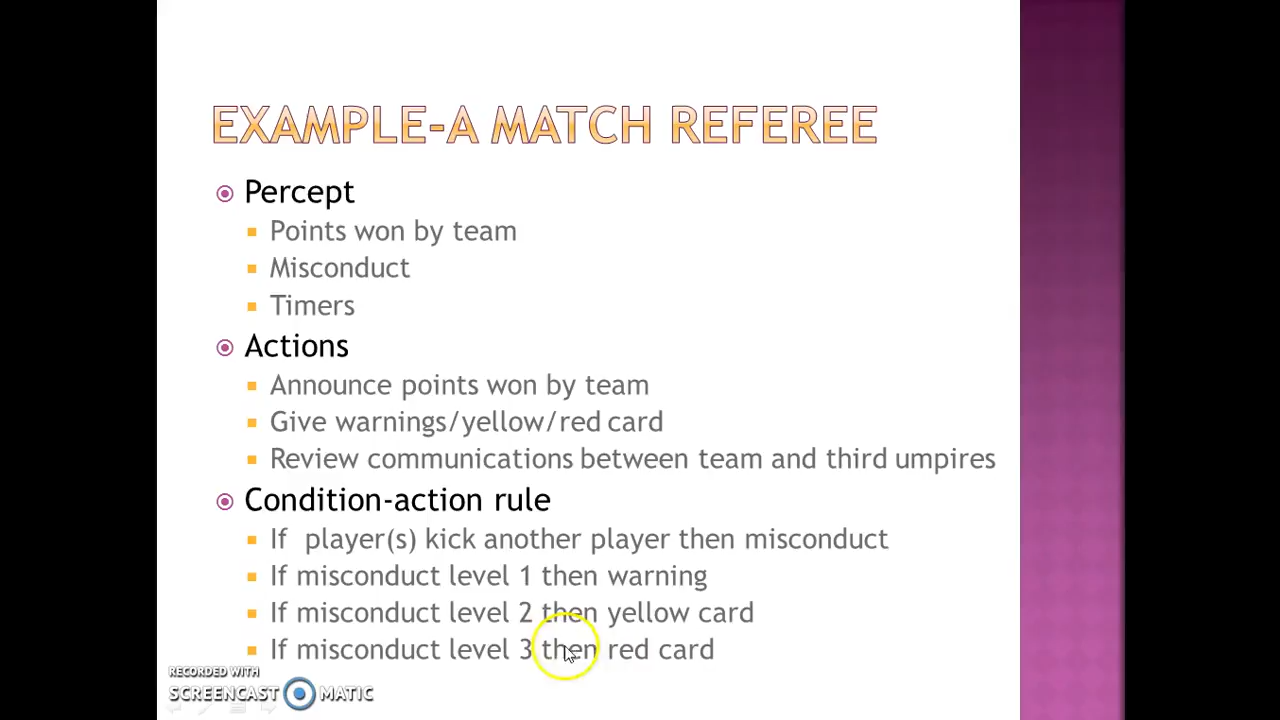 EXAMPLE-A MATCH REFEREE
Percept
Points won by team
Misconduct
Timers
Actions
Announce points won by team
Give warnings/yellow/red card
Review communications between team and third umpires
Condition-action rule
If player(s) kick another player then misconduct
If misconduct level 1 then warning
If misconduct level 2 then yellow card
If misconduct level 3 then red card
RECORDED WITH
SCREENCAST MATIC